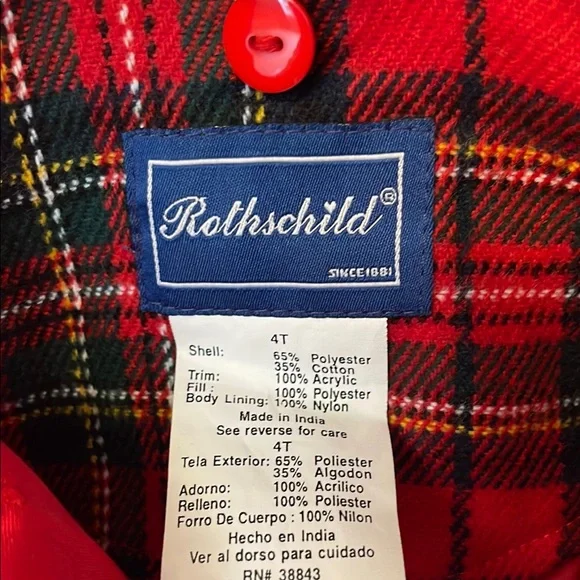 Rothschild®
SINCE 1881
4T
Shell: 65% Polyester
35% Cotton
Trim: 100% Acrylic
Fill: 100% Polyester
Body Lining: 100% Nylon
Made in India
See reverse for care
4T
Tela Exterior: 65% Poliester
35% Algodon
Adorno: 100% Acrilico
Relleno: 100% Poliester
Forro De Cuerpo : 100% Nilon
Hecho en India
Ver al dorso para cuidado
RN# 38843